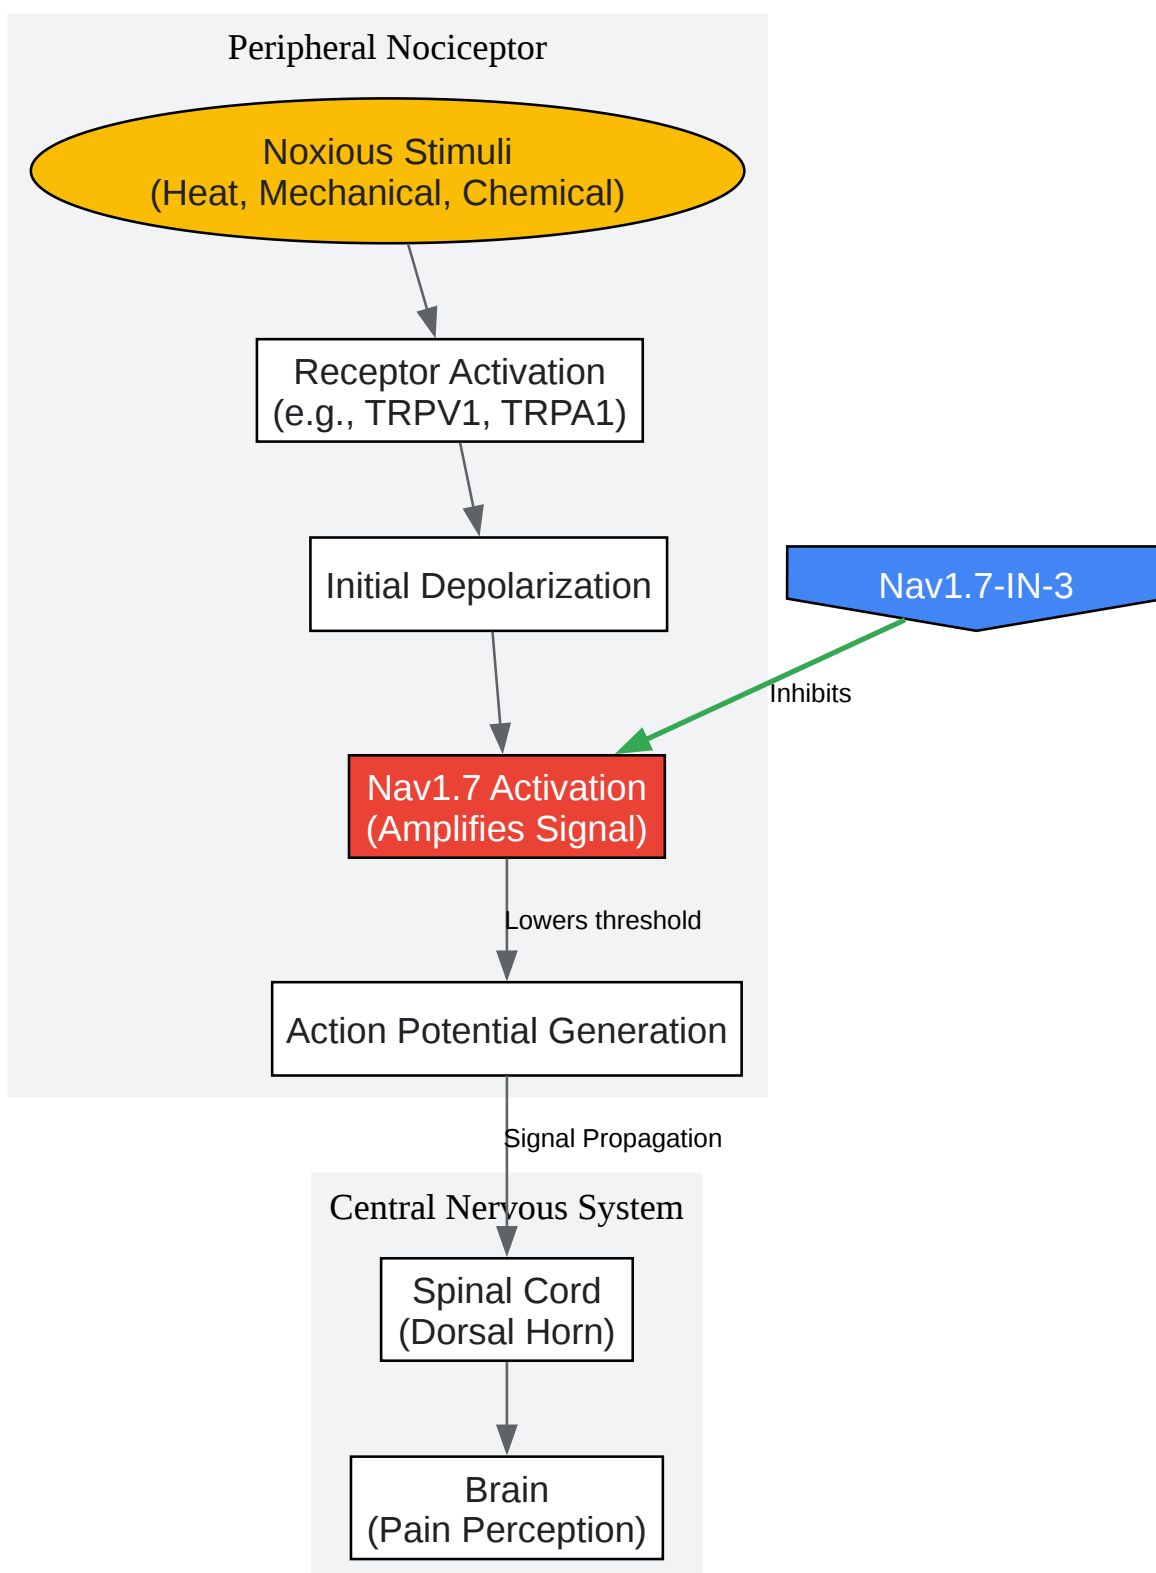 Peripheral Nociceptor
Noxious Stimuli
(Heat, Mechanical, Chemical)
Receptor Activation
(e.g., TRPV1, TRPA1)
Initial Depolarization
Nav1.7-IN-3
Inhibits
Nav1.7 Activation
(Amplifies Signal)
Lowers threshold
Action Potential Generation
Signal Propagation
Central Nervous System
Spinal Cord
(Dorsal Horn)
Brain
(Pain Perception)